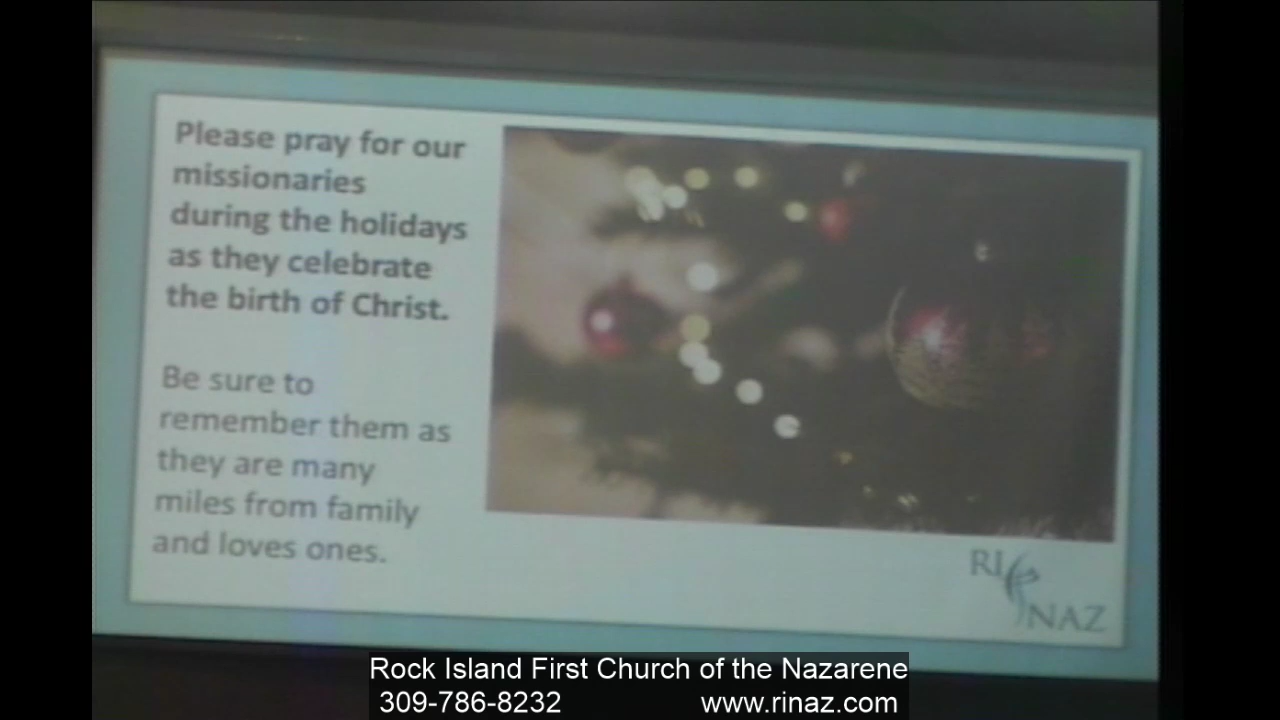 Please pray for our
missionaries
during the holidays
as they celebrate
the birth of Christ.
Be sure to
remember them as
they are many
miles from family
and loves ones.
RI
NAZ
Rock Island First Church of the Nazarene
309-786-8232 www.rinaz.com